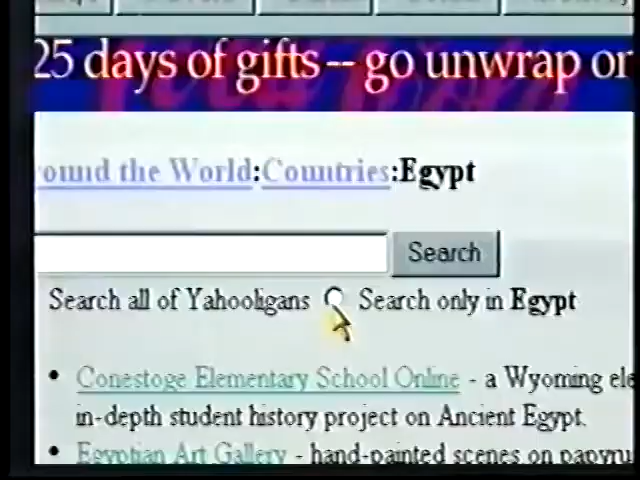 25 days of gifts -- go unwrap
ound the World:Countries:Egypt
Search
Search all of Yahooligans Search only in Egypt
• Conestoge Elementary School Online - a Wyoming ele
in-depth student history project on Ancient Egypt.
• Egyptian Art Gallery - hand-painted scenes on papyru